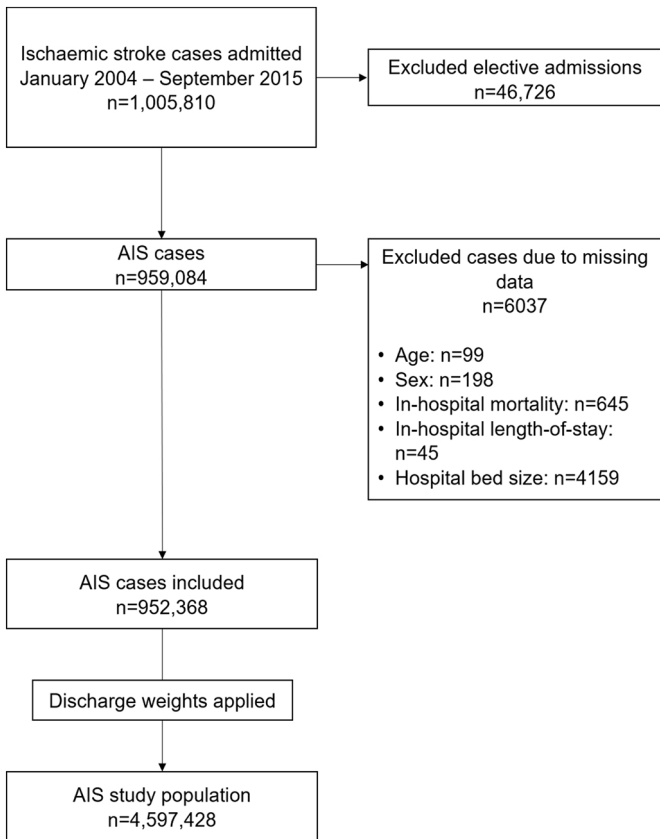 Ischaemic stroke cases admitted
January 2004 – September 2015
n=1,005,810
Excluded elective admissions
n=46,726
AIS cases
n=959,084
Excluded cases due to missing
data
n=6037
• Age: n=99
• Sex: n=198
• In-hospital mortality: n=645
• In-hospital length-of-stay:
n=45
• Hospital bed size: n=4159
AIS cases included
n=952,368
Discharge weights applied
AIS study population
n=4,597,428